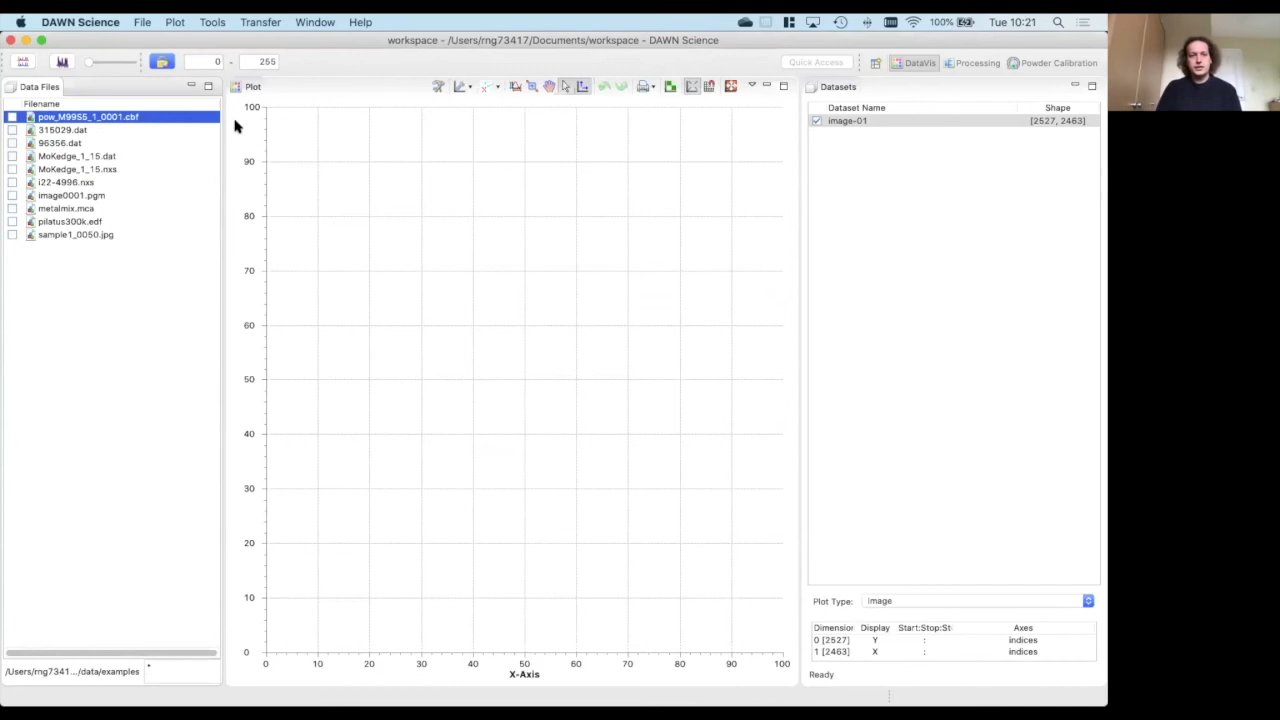 DAWN Science File Plot Tools Transfer Window Help 100% Tue 10:21
workspace - /Users/rng73417/Documents/workspace - DAWN Science
0 - 255 Quick Access DataVis Processing Powder Calibration
Data Files
Filename
pow_M99S5_1_0001.cbf
315029.dat
96356.dat
MoKedge_1_15.dat
MoKedge_1_15.nxs
i22-4996.nxs
image0001.pgm
metalmix.mca
pilatus300k.edf
sample1_0050.jpg
/Users/rng7341.../data/examples
Plot
100
90
80
70
60
50
40
30
20
10
0
0 10 20 30 40 50 60 70 80 90 100
X-Axis
Datasets
Dataset Name Shape
image-01 [2527, 2463]
Plot Type: Image
Dimension Display Start:Stop:St Axes
0 [2527] Y : indices
1 [2463] X : indices
Ready